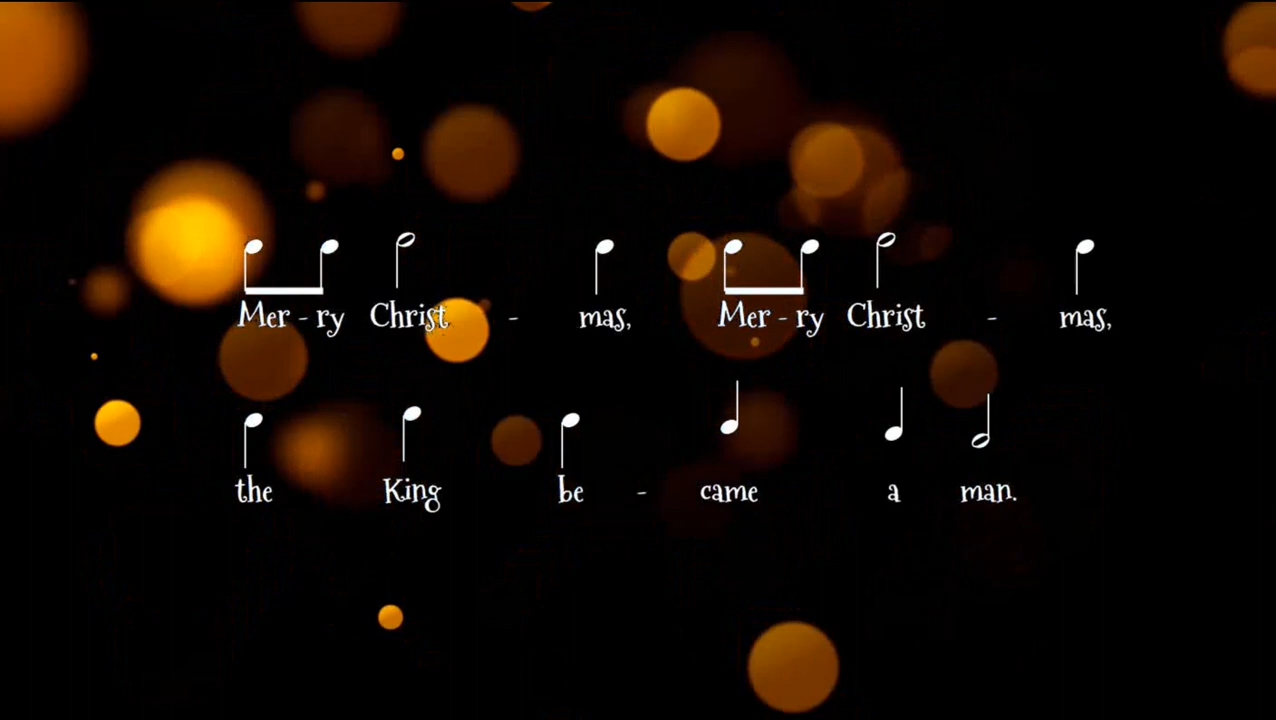 Mer - ry Christ - mas, Mer - ry Christ - mas,
the King be - came a man.